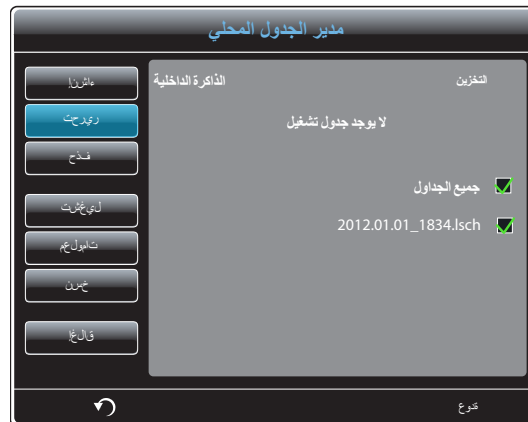 مدير الجدول المحلي
التخزين
الذاكرة الداخلية
لا يوجد جدول تشغيل
جميع الجداول
2012.01.01_1834.lsch
ءاشنإ
ريرحت
فذح
ليغشت
تامولعم
خسن
قالغإ
ةدوع